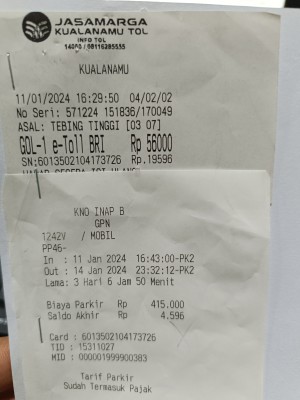 JASAMARGA
KUALANAMU TOL
INFO TOL
14080 / 08116285535
KUALANAMU
11/01/2024 16:29:50 04/02/02
No Seri: 571224 151836/170049
ASAL: TEBING TINGGI [03 07]
GOL-1 e-Toll BRI Rp 56000
SN:6013502104173726 Rp.19596
KNO INAP B
GPN
1242V / MOBIL
PP46-
In : 11 Jan 2024 16:43:00-PK2
Out : 14 Jan 2024 23:32:12-PK2
Lama: 3 Hari 6 Jam 50 Menit
Biaya Parkir Rp 415.000
Saldo Akhir Rp 4.596
Card : 6013502104173726
TID : 15311027
MID : 000001999900383
Tarif Parkir
Sudah Termasuk Pajak